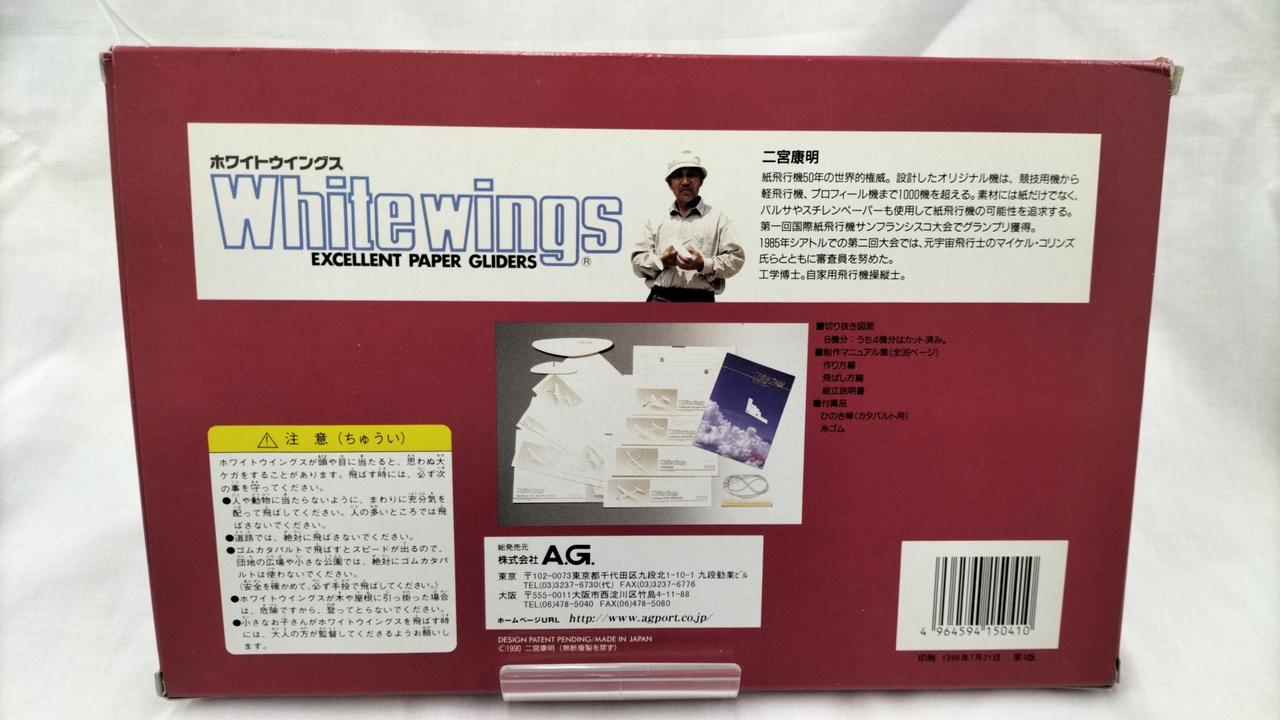 ホワイトウイングス
Whitewings
EXCELLENT PAPER GLIDERS
®
二宮康明
紙飛行機50年の世界的権威。設計したオリジナル機は、競技用機から
軽飛行機、プロフィール機まで1000機を超える。素材には紙だけでなく、
バルサやスチレンペーパーも使用して紙飛行機の可能性を追求する。
第一回国際紙飛行機サンフランシスコ大会でグランプリ獲得。
1985年シアトルでの第二回大会では、元宇宙飛行士のマイケル・コリンズ
氏らとともに審査員を努めた。
工学博士。自家用飛行機操縦士。
■切り抜き図面
8機分：うち4機分はカット済み。
■制作マニュアル集(全36ページ)
作り方編
飛ばし方編
組立説明書
■付属品
ひのき棒(カタパルト用)
糸ゴム
Whitewings
Whitewings
Whitewings
Whitewings
⚠ 注 意 (ちゅうい)
ホワイトウイングスが頭や目に当たると、思わぬ大
ケガをすることがあります。飛ばす時には、必ず次
の事を守ってください。
●人や動物に当たらないように、まわりに充分気を
配って飛ばしてください。人の多いところでは飛
ばさないでください。
●道路では、絶対に飛ばさないでください。
●ゴムカタパルトで飛ばすとスピードが出るので、
団地の広場や小さな公園では、絶対にゴムカタパ
ルトは使わないでください。
(安全を確かめて、必ず手投で飛ばしてください。)
●ホワイトウイングスが木や屋根に引っ掛った場合
は、危険ですから、登ってとらないでください。
●小さなお子さんがホワイトウイングスを飛ばす時
には、大人の方が監督してくださるようお願いし
ます。
総発売元
株式会社 A.G.
東京 〒102-0073東京都千代田区九段北1-10-1 九段勧業ビル
TEL(03)3237-6730(代) FAX(03)3237-6776
大阪 〒555-0011大阪市西淀川区竹島4-11-88
TEL(06)478-5040 FAX(06)478-5080
ホームページURL http://www.agport.co.jp/
DESIGN PATENT PENDING/MADE IN JAPAN
©1990 二宮康明 (無断複製を禁ず)
4 964594 150410
印刷 1998年7月21日 第4版